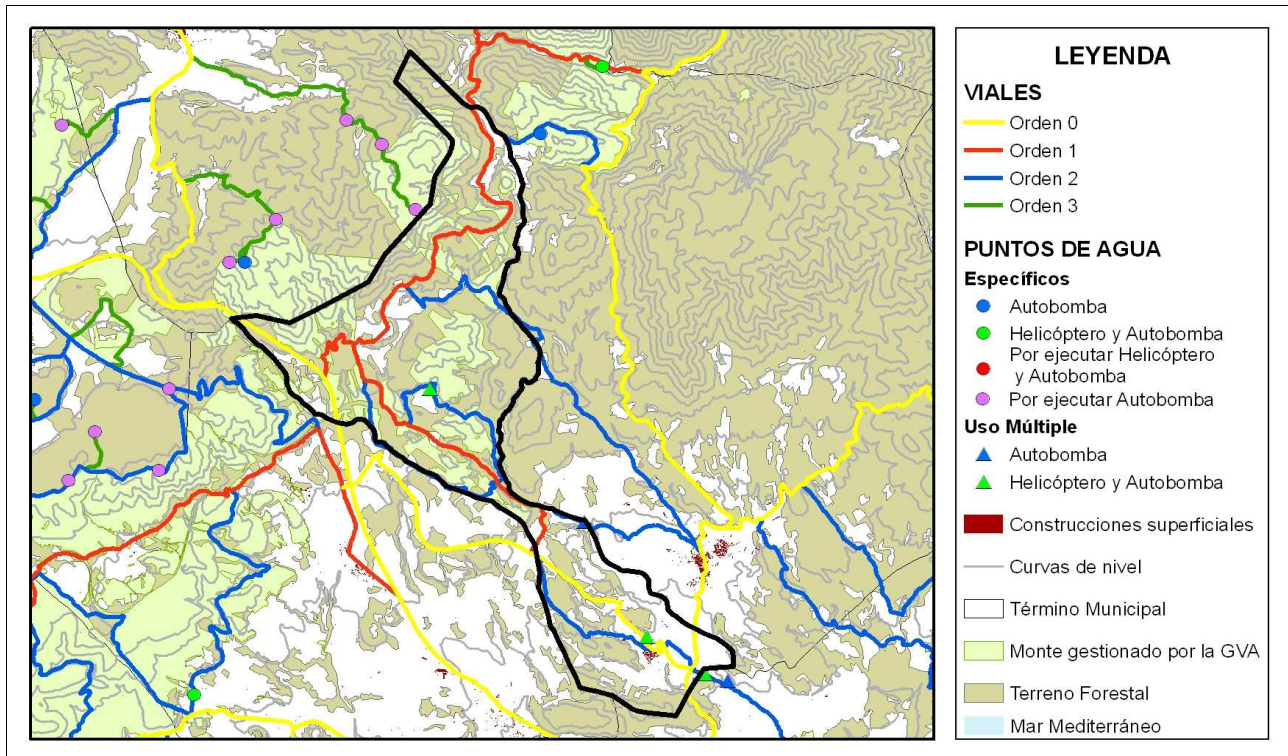 LEYENDA
VIALES
Orden 0
Orden 1
Orden 2
Orden 3
PUNTOS DE AGUA
Específicos
Autobomba
Helicóptero y Autobomba
Por ejecutar Helicóptero
y Autobomba
Por ejecutar Autobomba
Uso Múltiple
Autobomba
Helicóptero y Autobomba
Construcciones superficiales
Curvas de nivel
Término Municipal
Monte gestionado por la GVA
Terreno Forestal
Mar Mediterráneo